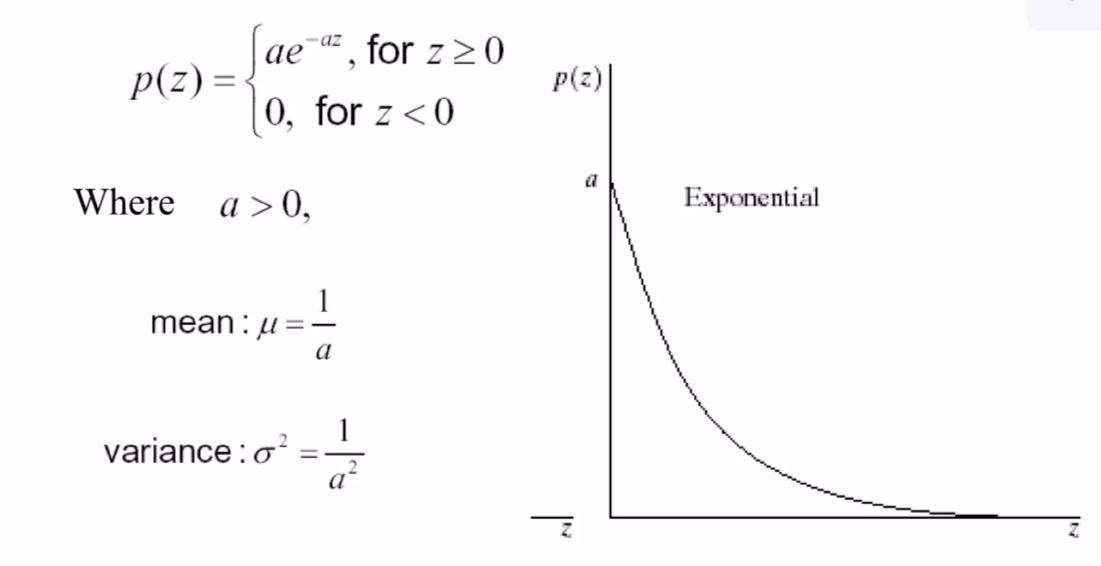 p(z) = { ae^{-az}, for z ≥ 0
0, for z < 0
Where a > 0,
mean : μ = 1/a
variance : σ² = 1/a²
p(z)
a
Exponential
z
z